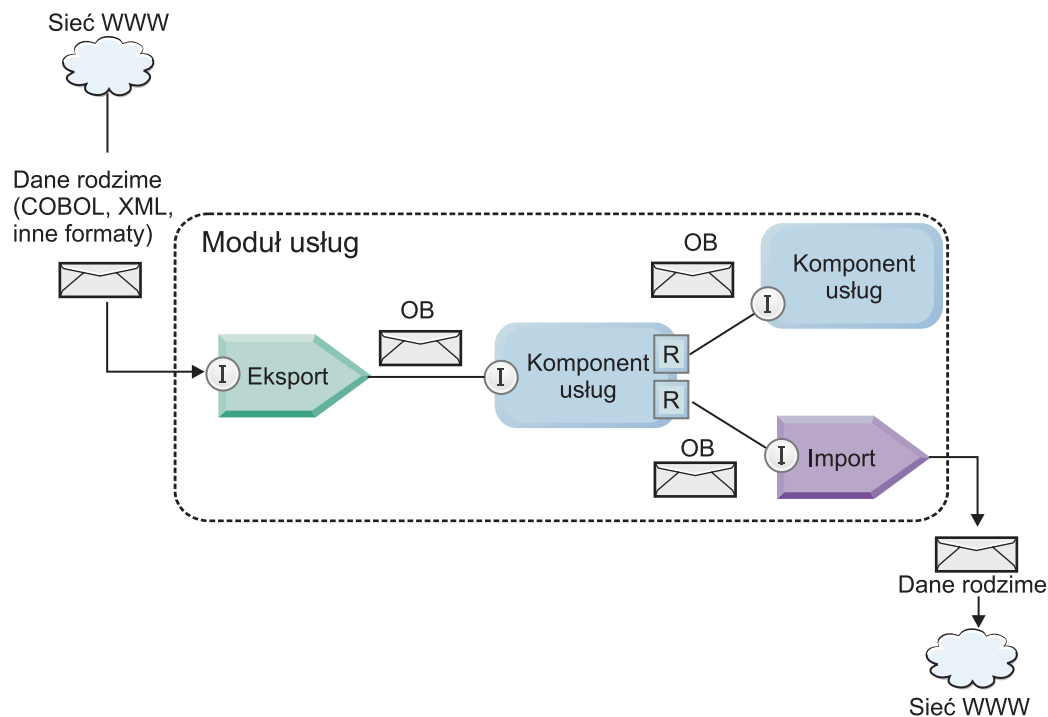 Sieć WWW
Dane rodzime
(COBOL, XML,
inne formaty)
Moduł usług
OB
Komponent
usług
I
OB
I
Eksport
I
Komponent
usług
R
R
OB
I
Import
Dane rodzime
Sieć WWW